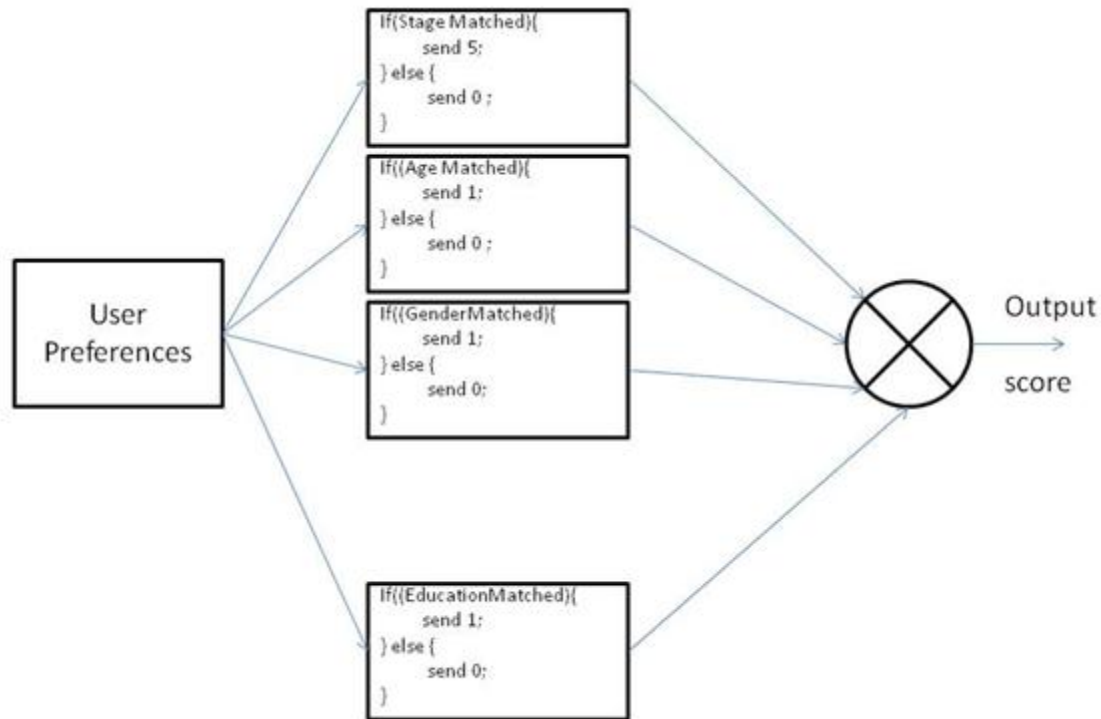 If(Stage Matched){
send 5;
} else {
send 0 ;
}
If((Age Matched){
send 1;
} else {
send 0 ;
}
If((GenderMatched){
send 1;
} else {
send 0;
}
If((EducationMatched){
send 1;
} else {
send 0;
}
User
Preferences
Output
score